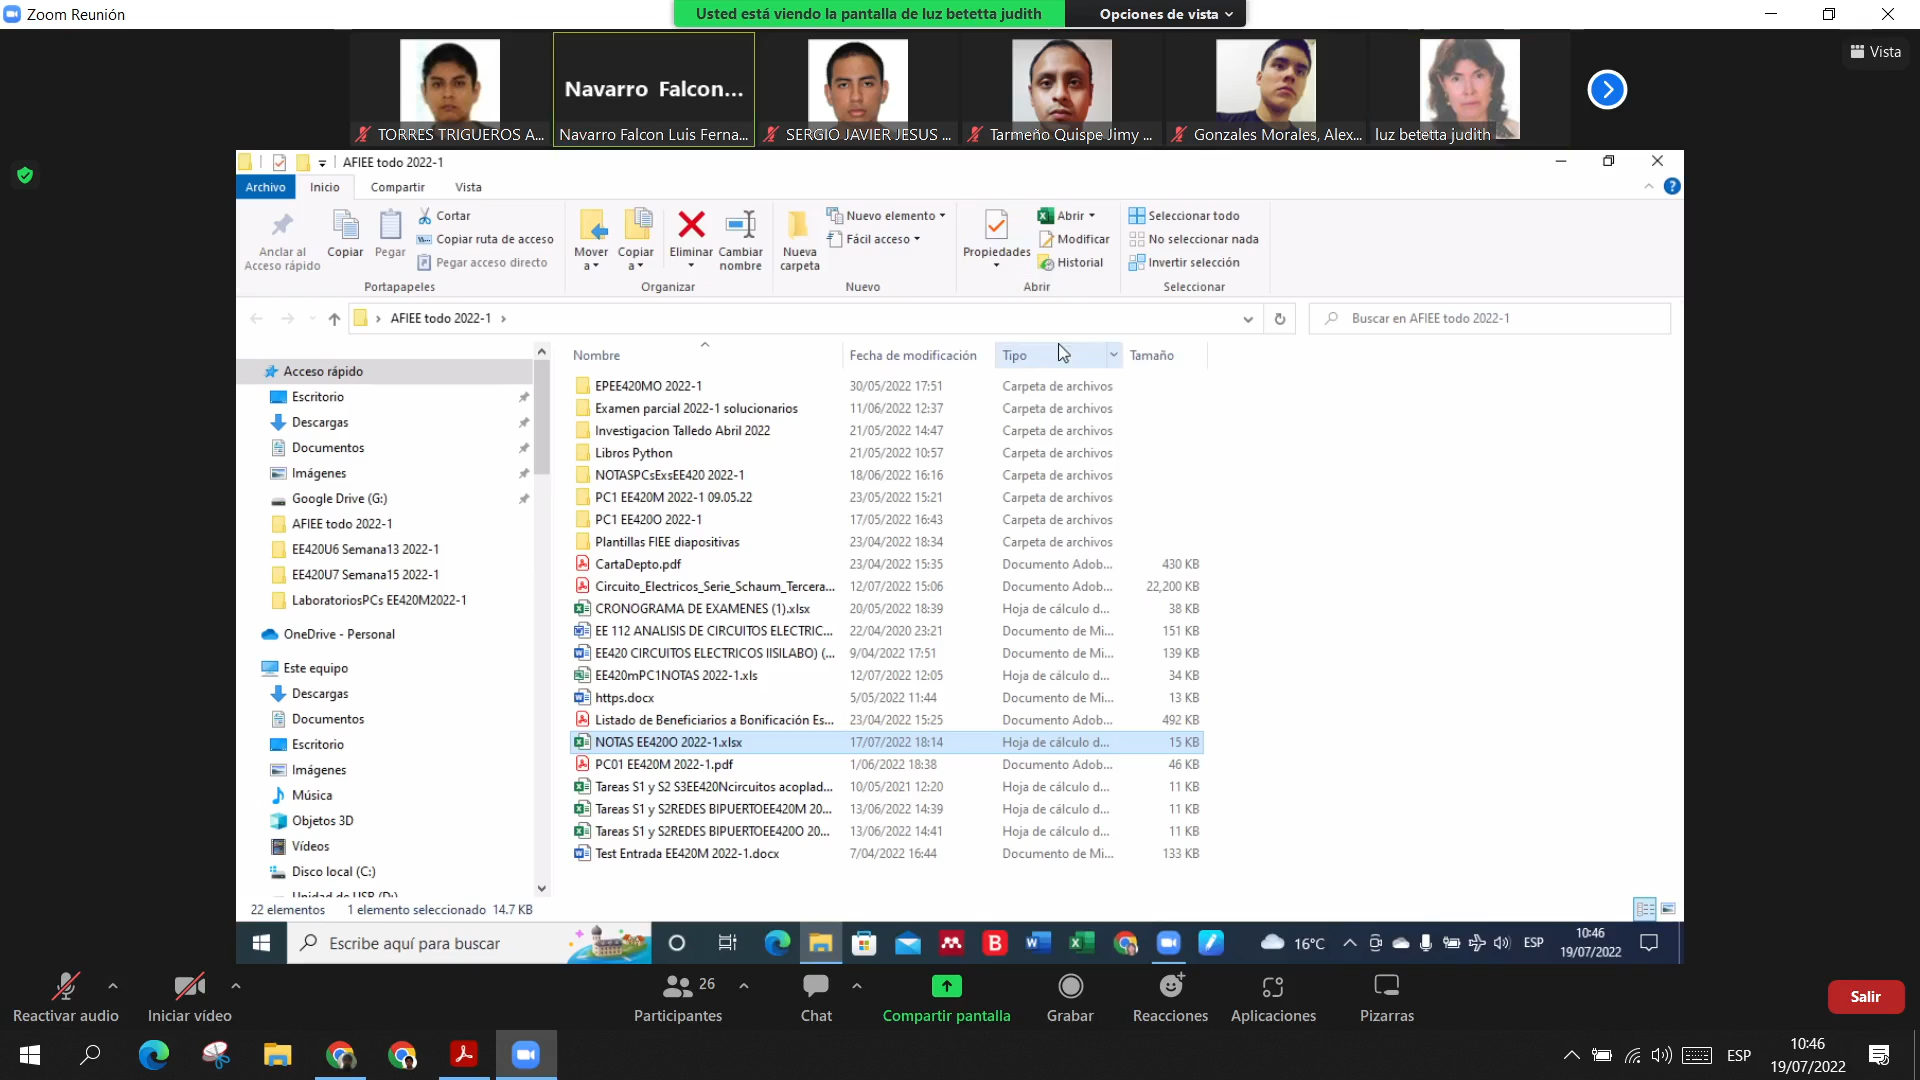 Zoom Reunión
Usted está viendo la pantalla de luz betetta judith
Opciones de vista
Vista
Navarro Falcon...
TORRES TRIGUEROS A...
Navarro Falcon Luis Ferna...
SERGIO JAVIER JESUS ...
Tarmeño Quispe Jimy ...
Gonzales Morales, Alex...
luz betetta judith
AFIEE todo 2022-1
Archivo Inicio Compartir Vista
Anclar al Acceso rápido
Copiar
Pegar
Cortar
Copiar ruta de acceso
Pegar acceso directo
Portapapeles
Mover a
Copiar a
Eliminar
Cambiar nombre
Organizar
Nueva carpeta
Nuevo elemento
Fácil acceso
Nuevo
Propiedades
Abrir
Modificar
Historial
Abrir
Seleccionar todo
No seleccionar nada
Invertir selección
Seleccionar
AFIEE todo 2022-1
Buscar en AFIEE todo 2022-1
Acceso rápido
Escritorio
Descargas
Documentos
Imágenes
Google Drive (G:)
AFIEE todo 2022-1
EE420U6 Semana13 2022-1
EE420U7 Semana15 2022-1
LaboratoriosPCs EE420M2022-1
OneDrive - Personal
Este equipo
Descargas
Documentos
Escritorio
Imágenes
Música
Objetos 3D
Vídeos
Disco local (C:)
Unidad de USB (D:)
Nombre Fecha de modificación Tipo Tamaño
EPEE420MO 2022-1 30/05/2022 17:51 Carpeta de archivos
Examen parcial 2022-1 solucionarios 11/06/2022 12:37 Carpeta de archivos
Investigacion Talledo Abril 2022 21/05/2022 14:47 Carpeta de archivos
Libros Python 21/05/2022 10:57 Carpeta de archivos
NOTASPCsExsEE420 2022-1 18/06/2022 16:16 Carpeta de archivos
PC1 EE420M 2022-1 09.05.22 23/05/2022 15:21 Carpeta de archivos
PC1 EE420O 2022-1 17/05/2022 16:43 Carpeta de archivos
Plantillas FIEE diapositivas 23/04/2022 18:34 Carpeta de archivos
CartaDepto.pdf 23/04/2022 15:35 Documento Adob... 430 KB
Circuito_Electricos_Serie_Schaum_Tercera... 12/07/2022 15:06 Documento Adob... 22,200 KB
CRONOGRAMA DE EXAMENES (1).xlsx 20/05/2022 18:39 Hoja de cálculo d... 38 KB
EE 112 ANALISIS DE CIRCUITOS ELECTRIC... 22/04/2020 23:21 Documento de Mi... 151 KB
EE420 CIRCUITOS ELECTRICOS IISILABO) (... 9/04/2022 17:51 Documento de Mi... 139 KB
EE420mPC1NOTAS 2022-1.xls 12/07/2022 12:05 Hoja de cálculo d... 34 KB
https.docx 5/05/2022 11:44 Documento de Mi... 13 KB
Listado de Beneficiarios a Bonificación Es... 23/04/2022 15:25 Documento Adob... 492 KB
NOTAS EE420O 2022-1.xlsx 17/07/2022 18:14 Hoja de cálculo d... 15 KB
PC01 EE420M 2022-1.pdf 1/06/2022 18:38 Documento Adob... 46 KB
Tareas S1 y S2 S3EE420Ncircuitos acoplad... 10/05/2021 12:20 Hoja de cálculo d... 11 KB
Tareas S1 y S2REDES BIPUERTOEE420M 20... 13/06/2022 14:39 Hoja de cálculo d... 11 KB
Tareas S1 y S2REDES BIPUERTOEE420O 20... 13/06/2022 14:41 Hoja de cálculo d... 11 KB
Test Entrada EE420M 2022-1.docx 7/04/2022 16:44 Documento de Mi... 133 KB
22 elementos 1 elemento seleccionado 14.7 KB
Escribe aquí para buscar
16°C
ESP
10:46
19/07/2022
Reactivar audio
Iniciar vídeo
26
Participantes
Chat
Compartir pantalla
Grabar
Reacciones
Aplicaciones
Pizarras
Salir
ESP
10:46
19/07/2022